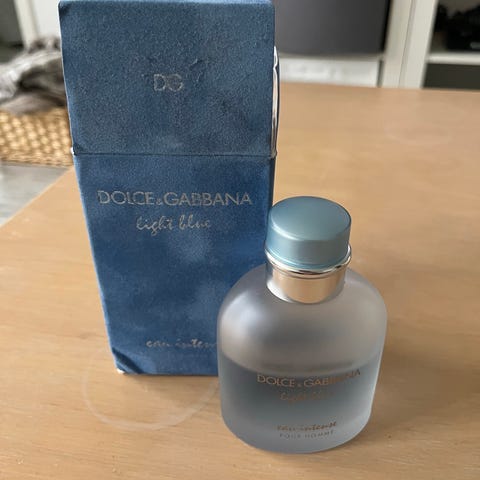 DG
DOLCE & GABBANA
light blue
eau intense
DOLCE & GABBANA
light blue
eau intense
POUR HOMME